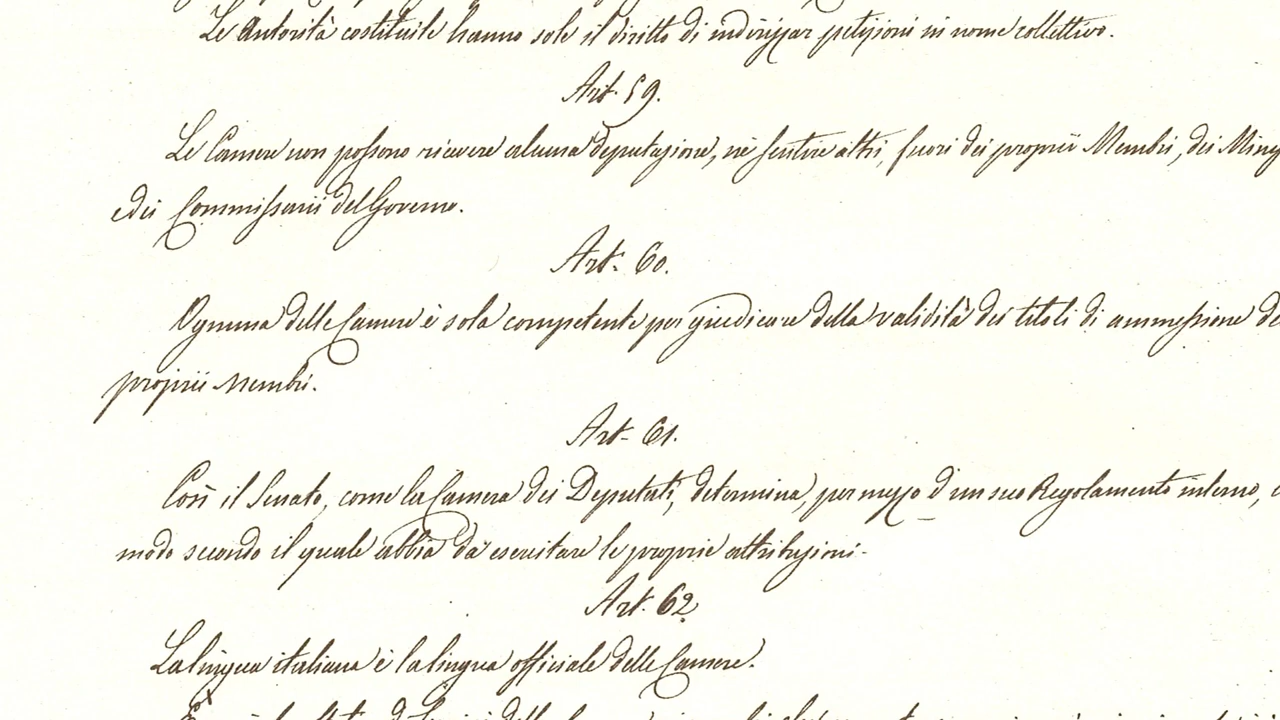 Le Autorità costituite hanno sole il diritto di indirizzar petizioni in nome collettivo.
Art. 59.
Le Camere non possono ricevere alcuna deputazione, nè sentire altri, fuori dei proprii Membri, dei Minis
e dei Commissarii del Governo.
Art. 60.
Ognuna delle Camere è sola competente per giudicare della validità dei titoli di ammessione de
proprii Membri.
Art. 61.
Così il Senato, come la Camera dei Deputati, determina, per mezzo d'un suo Regolamento interno,
modo secondo il quale abbia da esercitare le proprie attribuzioni.
Art. 62
La lingua italiana è la lingua officiale delle Camere.